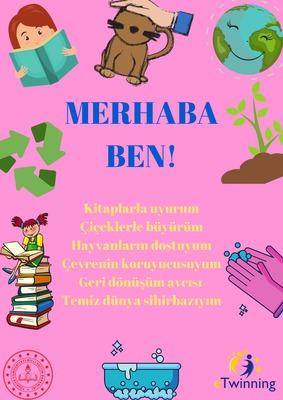 MERHABA
BEN!
Kitaplarla uyurum
Çiçeklerle büyürüm
Hayvanların dostuyum
Çevrenin koruyucusuyum
Geri dönüşüm avcısı
Temiz dünya sihirbazıyım
eTwinning